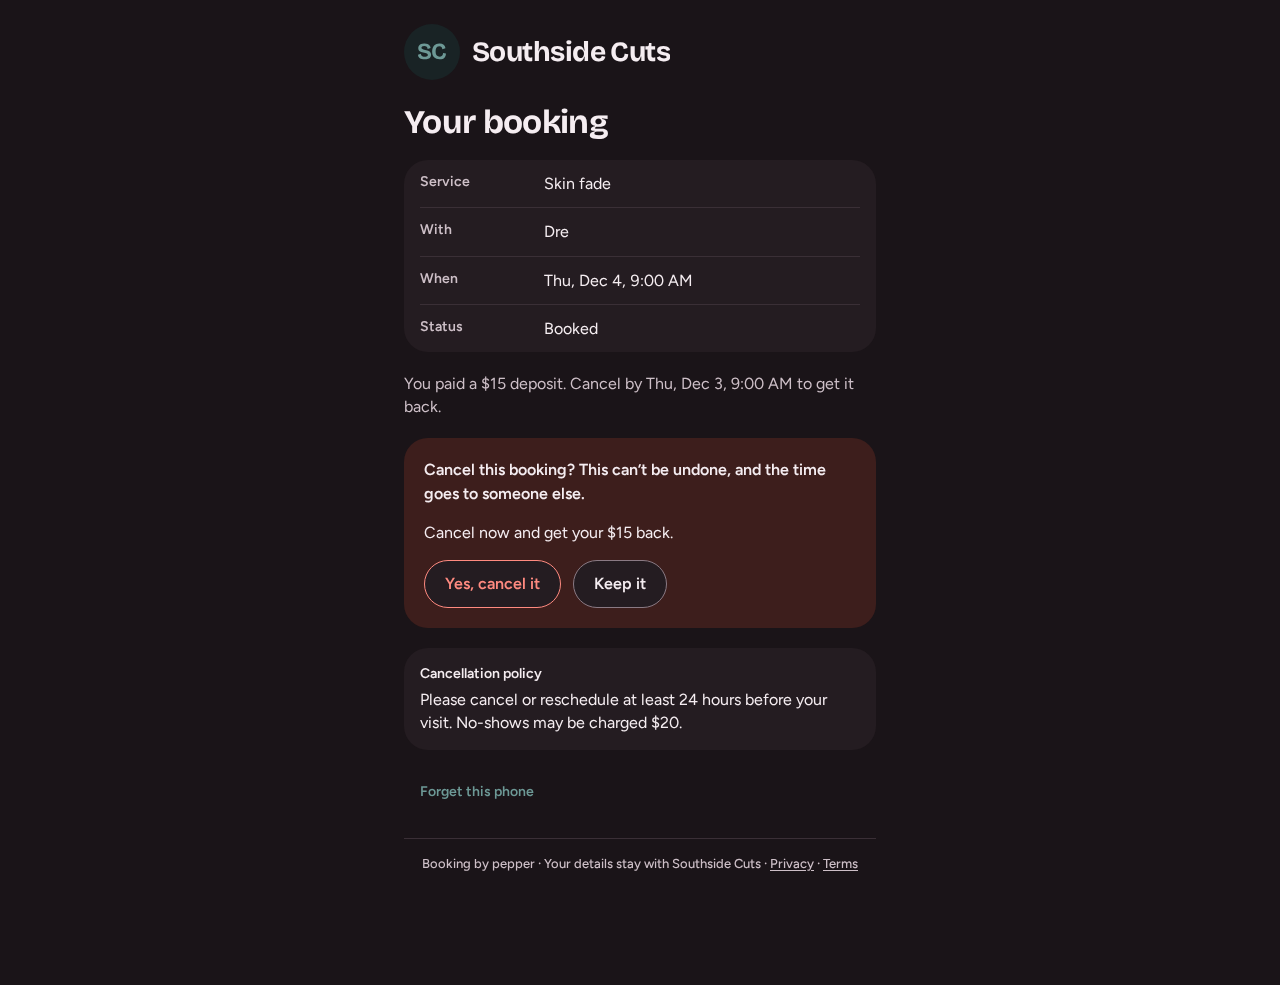 SC
Southside Cuts
Your booking
Service
Skin fade
With
Dre
When
Thu, Dec 4, 9:00 AM
Status
Booked
You paid a $15 deposit. Cancel by Thu, Dec 3, 9:00 AM to get it
back.
Cancel this booking? This can’t be undone, and the time
goes to someone else.
Cancel now and get your $15 back.
Yes, cancel it
Keep it
Cancellation policy
Please cancel or reschedule at least 24 hours before your
visit. No-shows may be charged $20.
Forget this phone
Booking by pepper · Your details stay with Southside Cuts · Privacy · Terms